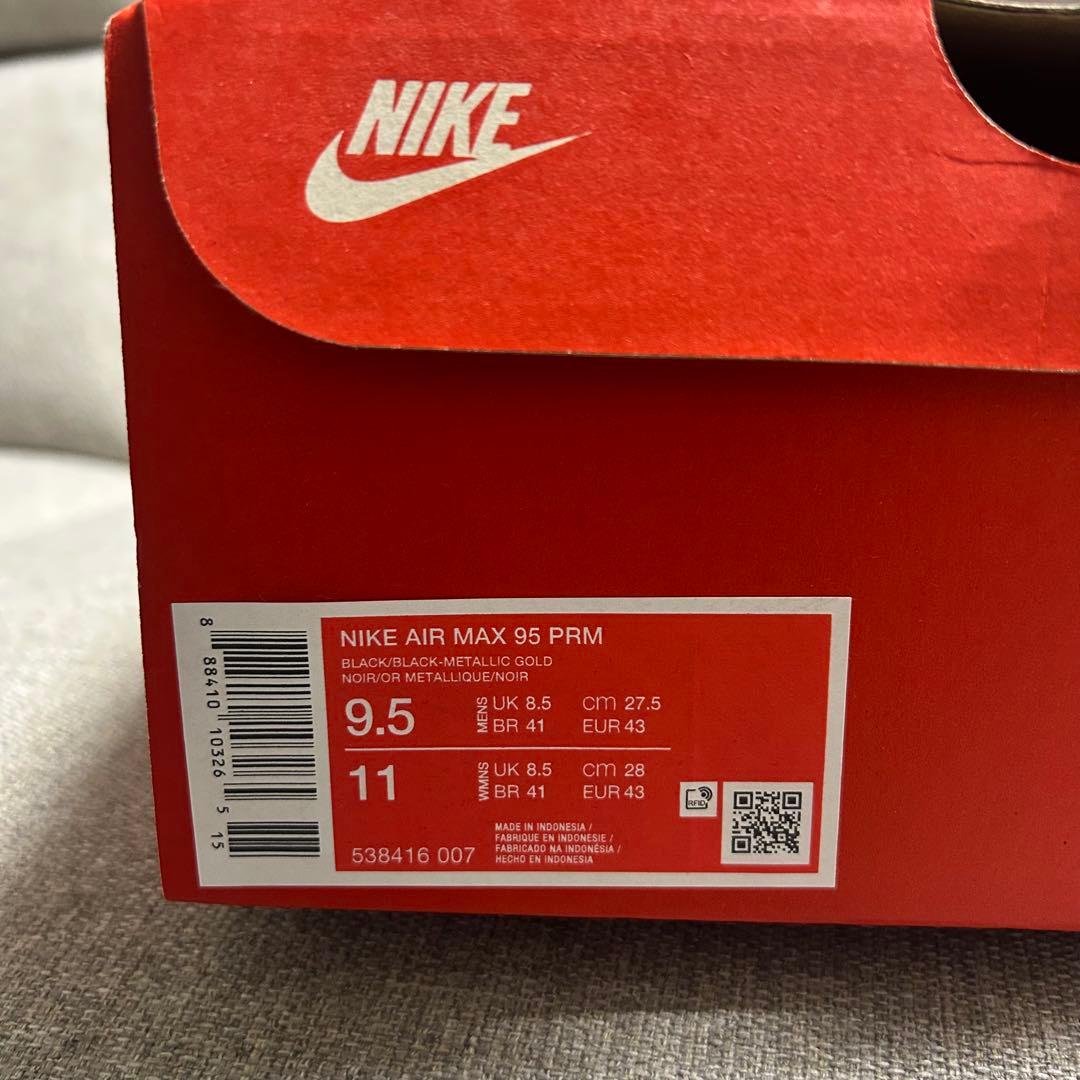 NIKE
NIKE AIR MAX 95 PRM
BLACK/BLACK-METALLIC GOLD
NOIR/OR METALLIQUE/NOIR
9.5 MENS UK 8.5 cm 27.5
BR 41 EUR 43
11 WMNS UK 8.5 cm 28
BR 41 EUR 43
MADE IN INDONESIA /
FABRIQUE EN INDONESIE /
FABRICADO NA INDONÉSIA /
HECHO EN INDONESIA
538416 007
RFID
8 88410 10326 5 15